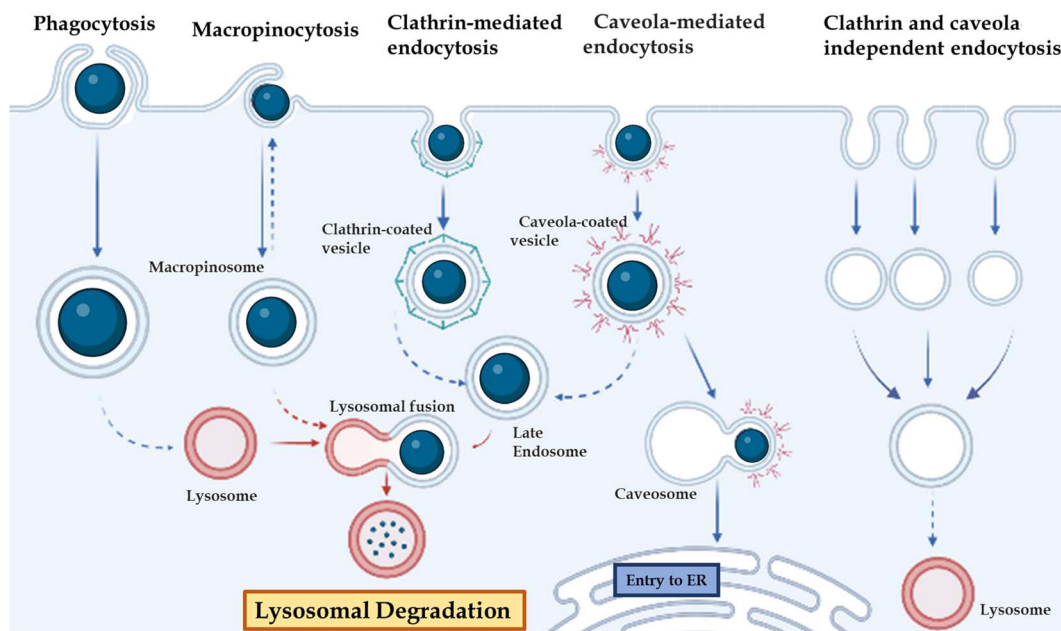 Phagocytosis
Macropinocytosis
Clathrin-mediated
endocytosis
Caveola-mediated
endocytosis
Clathrin and caveola
independent endocytosis
Clathrin-coated
vesicle
Caveola-coated
vesicle
Macropinosome
Lysosomal fusion
Late
Endosome
Lysosome
Caveosome
Entry to ER
Lysosomal Degradation
Lysosome